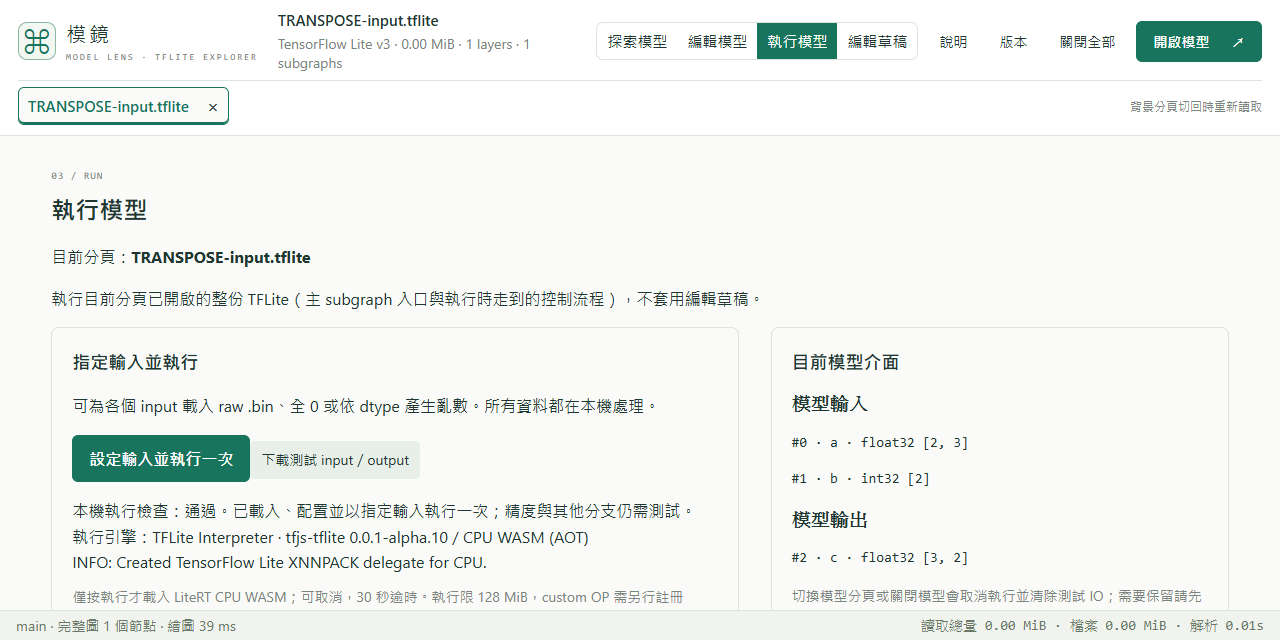 模鏡
MODEL LENS · TFLITE EXPLORER
TRANSPOSE-input.tflite
TensorFlow Lite v3 · 0.00 MiB · 1 layers · 1
subgraphs
探索模型 編輯模型 執行模型 編輯草稿 說明 版本 關閉全部 開啟模型 ↗
TRANSPOSE-input.tflite ×
背景分頁切回時重新讀取
03 / RUN
執行模型
目前分頁：TRANSPOSE-input.tflite
執行目前分頁已開啟的整份 TFLite（主 subgraph 入口與執行時走到的控制流程），不套用編輯草稿。
指定輸入並執行
可為各個 input 載入 raw .bin、全 0 或依 dtype 產生亂數。所有資料都在本機處理。
設定輸入並執行一次 下載測試 input / output
本機執行檢查：通過。已載入、配置並以指定輸入執行一次；精度與其他分支仍需測試。
執行引擎：TFLite Interpreter · tfjs-tflite 0.0.1-alpha.10 / CPU WASM (AOT)
INFO: Created TensorFlow Lite XNNPACK delegate for CPU.
僅按執行才載入 LiteRT CPU WASM；可取消，30 秒逾時。執行限 128 MiB，custom OP 需另行註冊
目前模型介面
模型輸入
#0 · a · float32 [2, 3]
#1 · b · int32 [2]
模型輸出
#2 · c · float32 [3, 2]
切換模型分頁或關閉模型會取消執行並清除測試 IO；需要保留請先
main · 完整圖 1 個節點 · 繪圖 39 ms
讀取總量 0.00 MiB · 檔案 0.00 MiB · 解析 0.01s